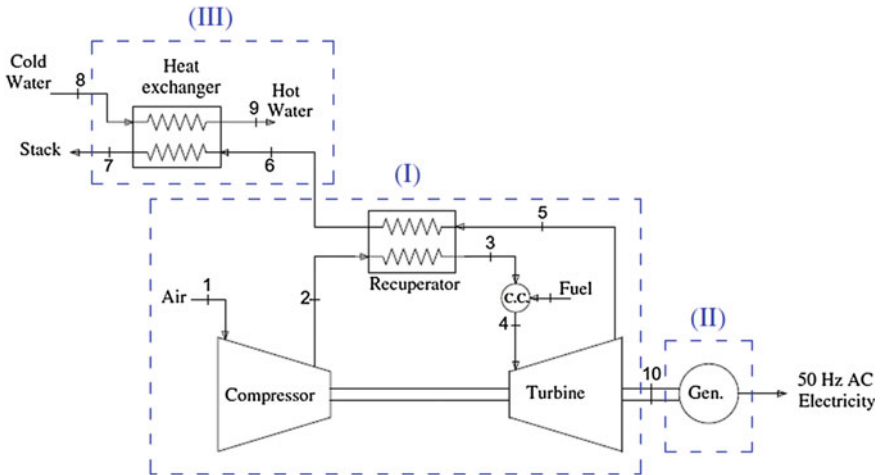 (III)
Cold
Water
8
Heat
exchanger
9
Hot
Water
Stack
7
6
(I)
5
3
Recuperator
1
Air
2
C.C.
Fuel
4
(II)
Compressor
Turbine
10
Gen.
50 Hz AC
Electricity